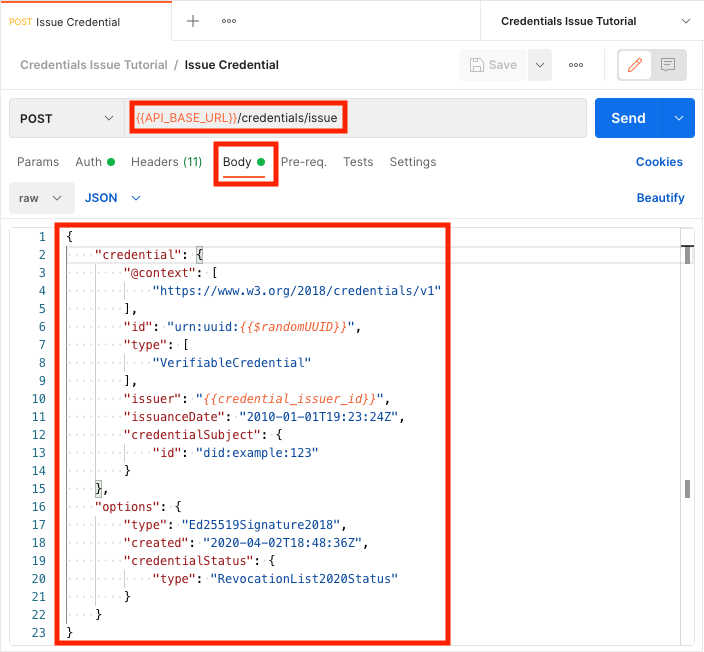 POST Issue Credential
Credentials Issue Tutorial
Credentials Issue Tutorial / Issue Credential
Save
POST {{API_BASE_URL}}/credentials/issue Send
Params Auth Headers (11) Body Pre-req. Tests Settings Cookies
raw JSON Beautify
1 {
2 "credential": {
3 "@context": [
4 "https://www.w3.org/2018/credentials/v1"
5 ],
6 "id": "urn:uuid:{{$randomUUID}}",
7 "type": [
8 "VerifiableCredential"
9 ],
10 "issuer": "{{credential_issuer_id}}",
11 "issuanceDate": "2010-01-01T19:23:24Z",
12 "credentialSubject": {
13 "id": "did:example:123"
14 }
15 },
16 "options": {
17 "type": "Ed25519Signature2018",
18 "created": "2020-04-02T18:48:36Z",
19 "credentialStatus": {
20 "type": "RevocationList2020Status"
21 }
22 }
23 }